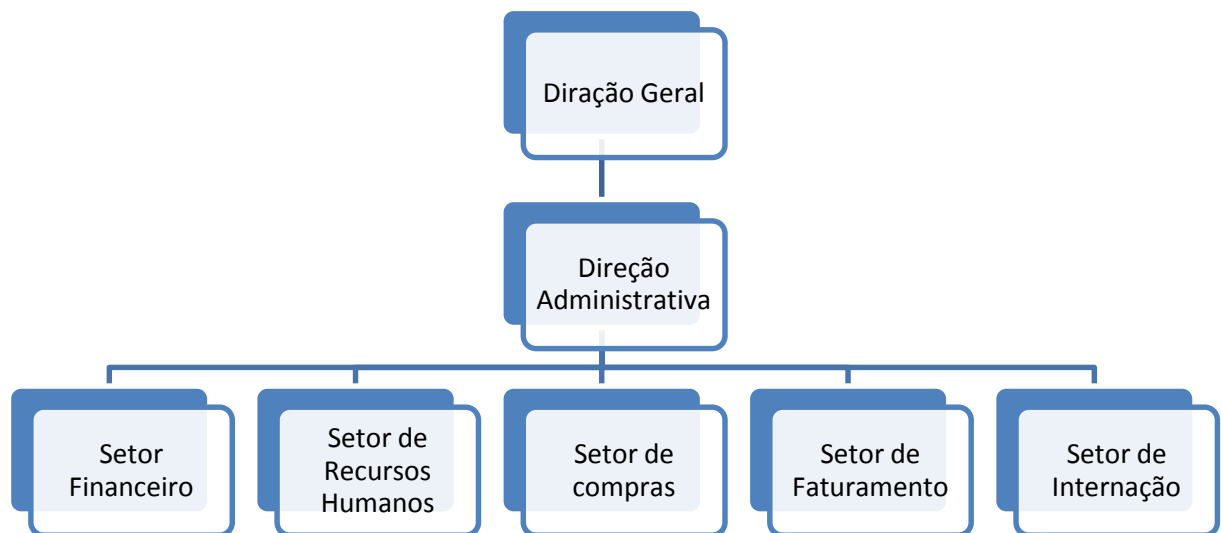 Diração Geral
Direção
Administrativa
Setor
Financeiro
Setor de
Recursos
Humanos
Setor de
compras
Setor de
Faturamento
Setor de
Internação